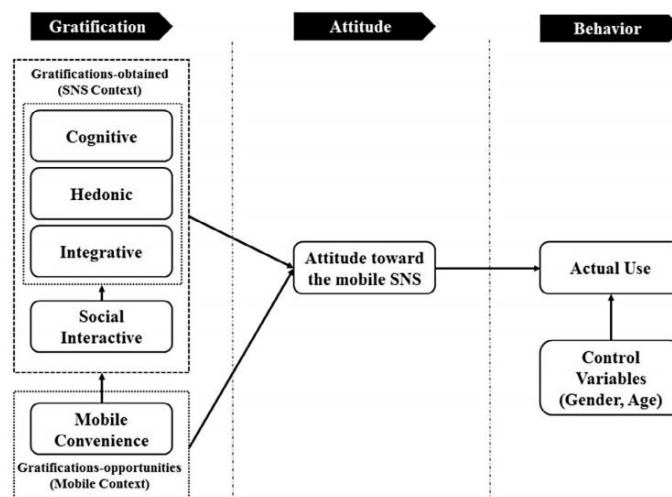 Gratification
Attitude
Behavior
Gratifications-obtained
(SNS Context)
Cognitive
Hedonic
Integrative
Social
Interactive
Mobile
Convenience
Gratifications-opportunities
(Mobile Context)
Attitude toward
the mobile SNS
Actual Use
Control
Variables
(Gender, Age)